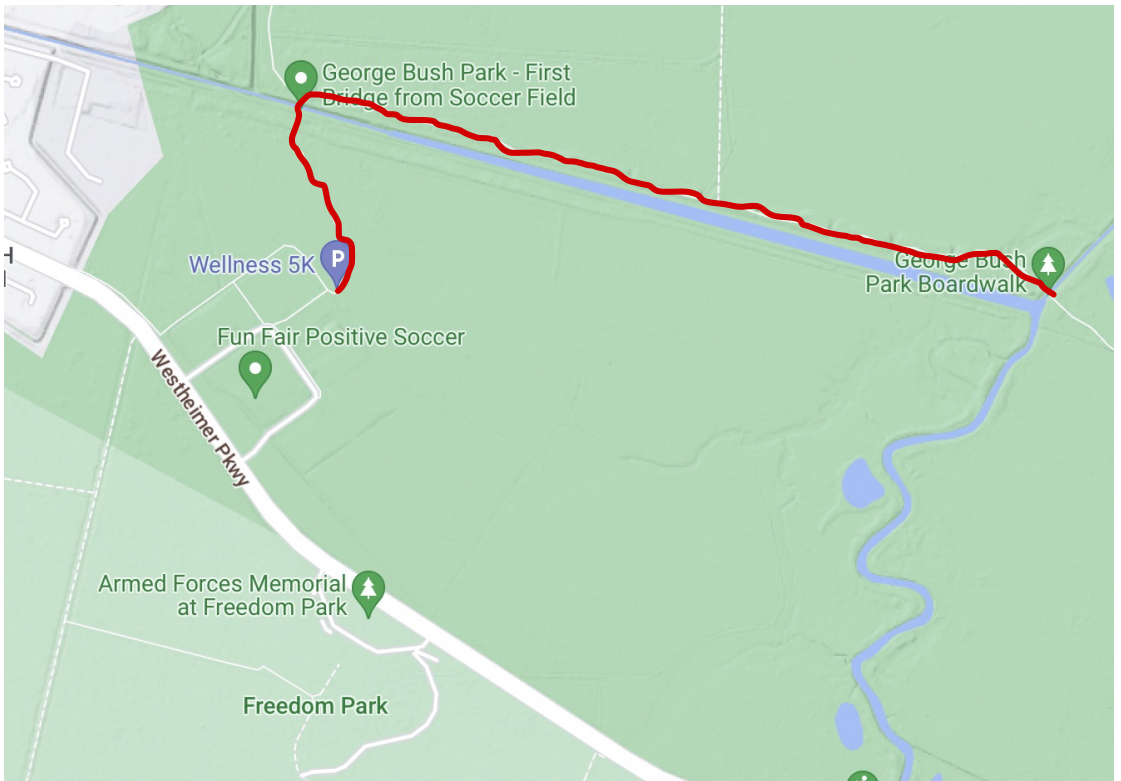 George Bush Park - First
Bridge from Soccer Field
H
Wellness 5K
P
George Bush
Park Boardwalk
Fun Fair Positive Soccer
Westheimer Pkwy
Armed Forces Memorial
at Freedom Park
Freedom Park